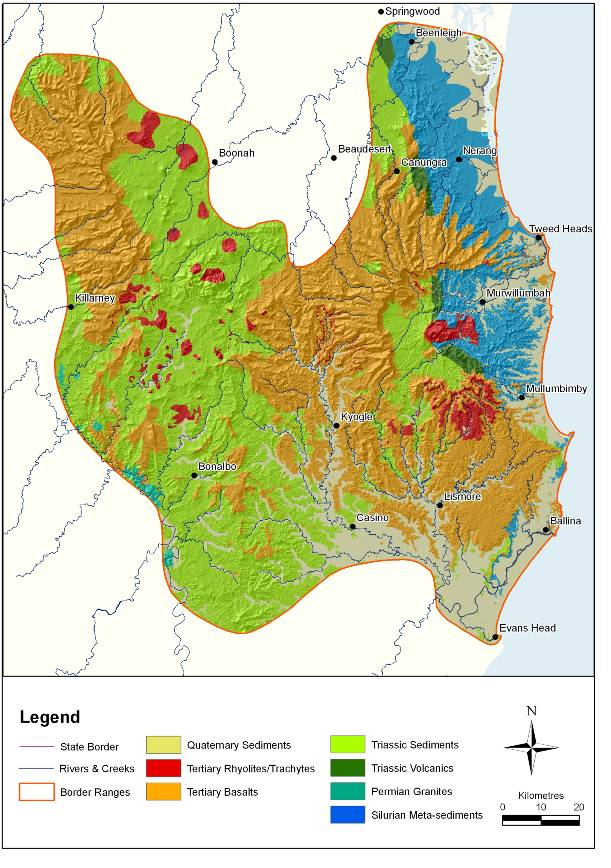 Springwood
Beenleigh
Boonah
Beaudesert
Canungra
Nerang
Tweed Heads
Killarney
Murwillumbah
Mullumbimby
Kyogle
Bonalbo
Lismore
Casino
Ballina
Evans Head
Legend
State Border
Rivers & Creeks
Border Ranges
Quaternary Sediments
Tertiary Rhyolites/Trachytes
Tertiary Basalts
Triassic Sediments
Triassic Volcanics
Permian Granites
Silurian Meta-sediments
N
Kilometres
0 10 20